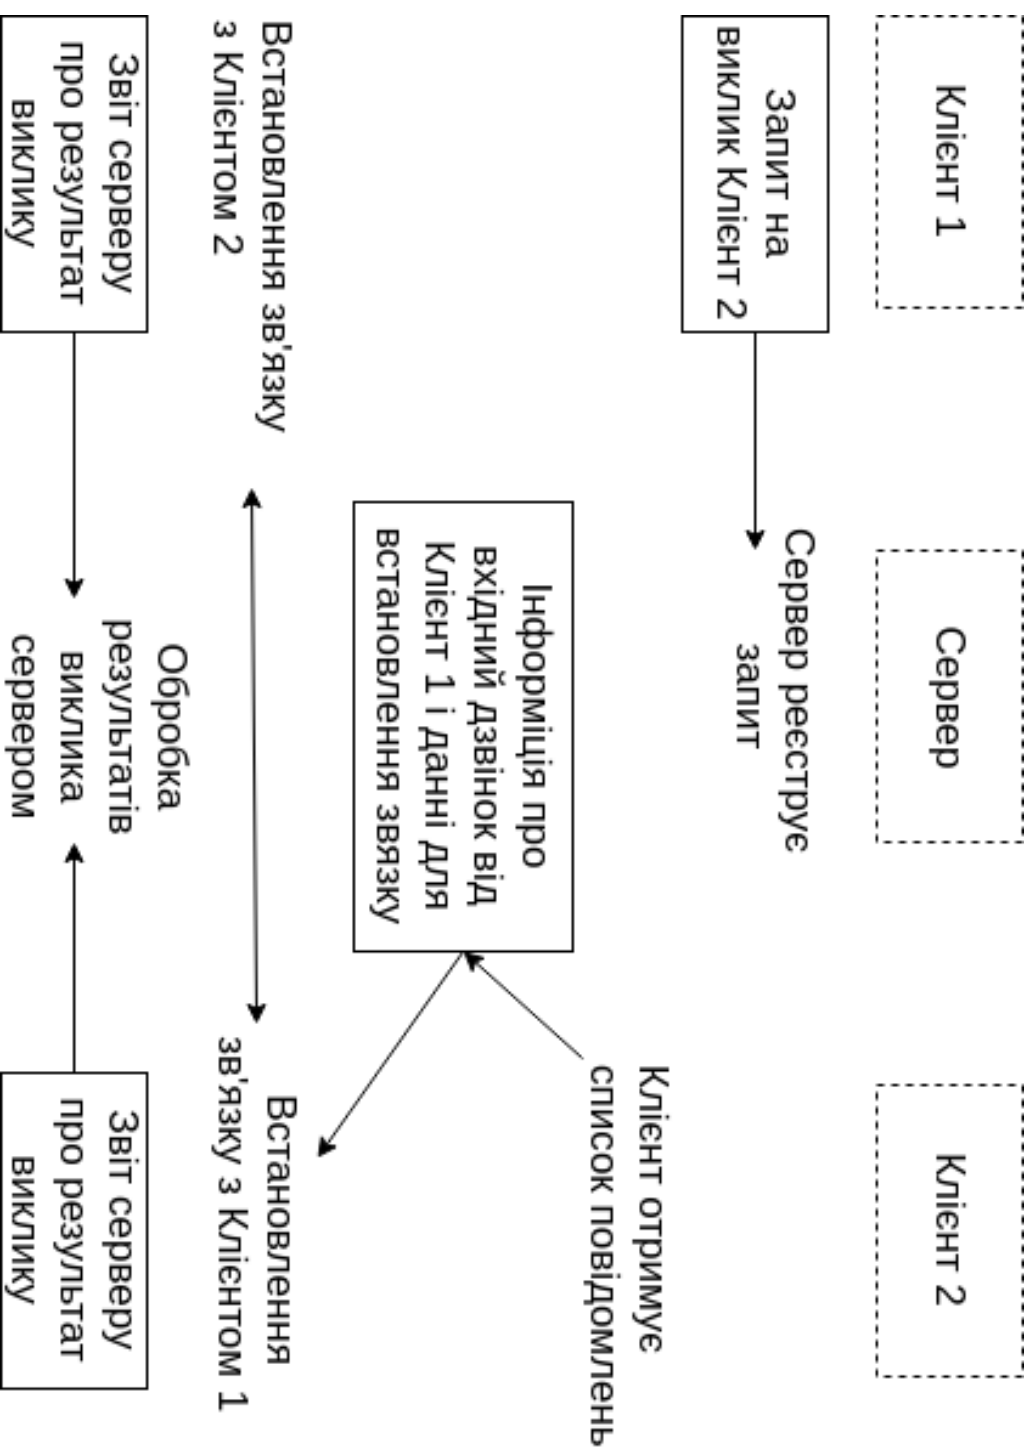 Клієнт 1
Сервер
Клієнт 2
Запит на
виклик Клієнт 2
Сервер реєструє
запит
Клієнт отримує
список повідомлень
Інформіція про
вхідний дзвінок від
Клієнт 1 і данні для
встановлення звязку
Встановлення зв'язку
з Клієнтом 2
Встановлення
зв'язку з Клієнтом 1
Звіт серверу
про результат
виклику
Обробка
результатів
виклика
сервером
Звіт серверу
про результат
виклику